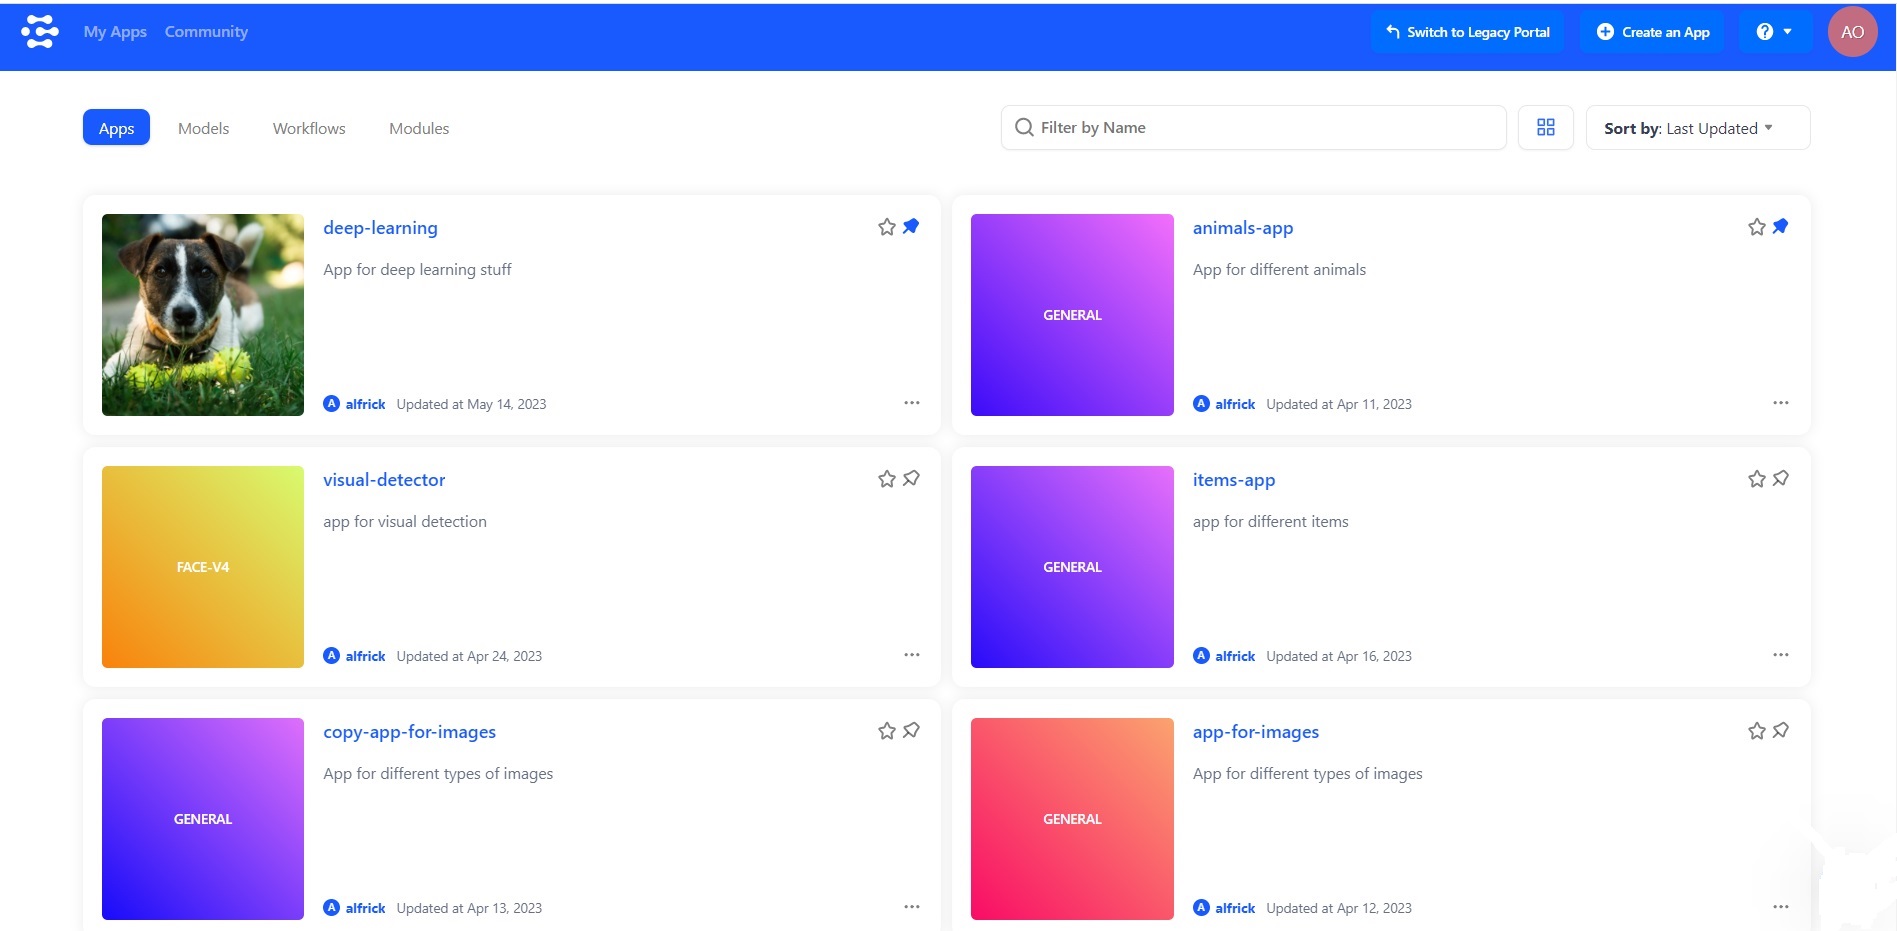 My Apps Community Switch to Legacy Portal Create an App ? AO
Apps Models Workflows Modules Filter by Name Sort by: Last Updated
deep-learning
App for deep learning stuff
A alfrick Updated at May 14, 2023
GENERAL
animals-app
App for different animals
A alfrick Updated at Apr 11, 2023
FACE-V4
visual-detector
app for visual detection
A alfrick Updated at Apr 24, 2023
GENERAL
items-app
app for different items
A alfrick Updated at Apr 16, 2023
GENERAL
copy-app-for-images
App for different types of images
A alfrick Updated at Apr 13, 2023
GENERAL
app-for-images
App for different types of images
A alfrick Updated at Apr 12, 2023